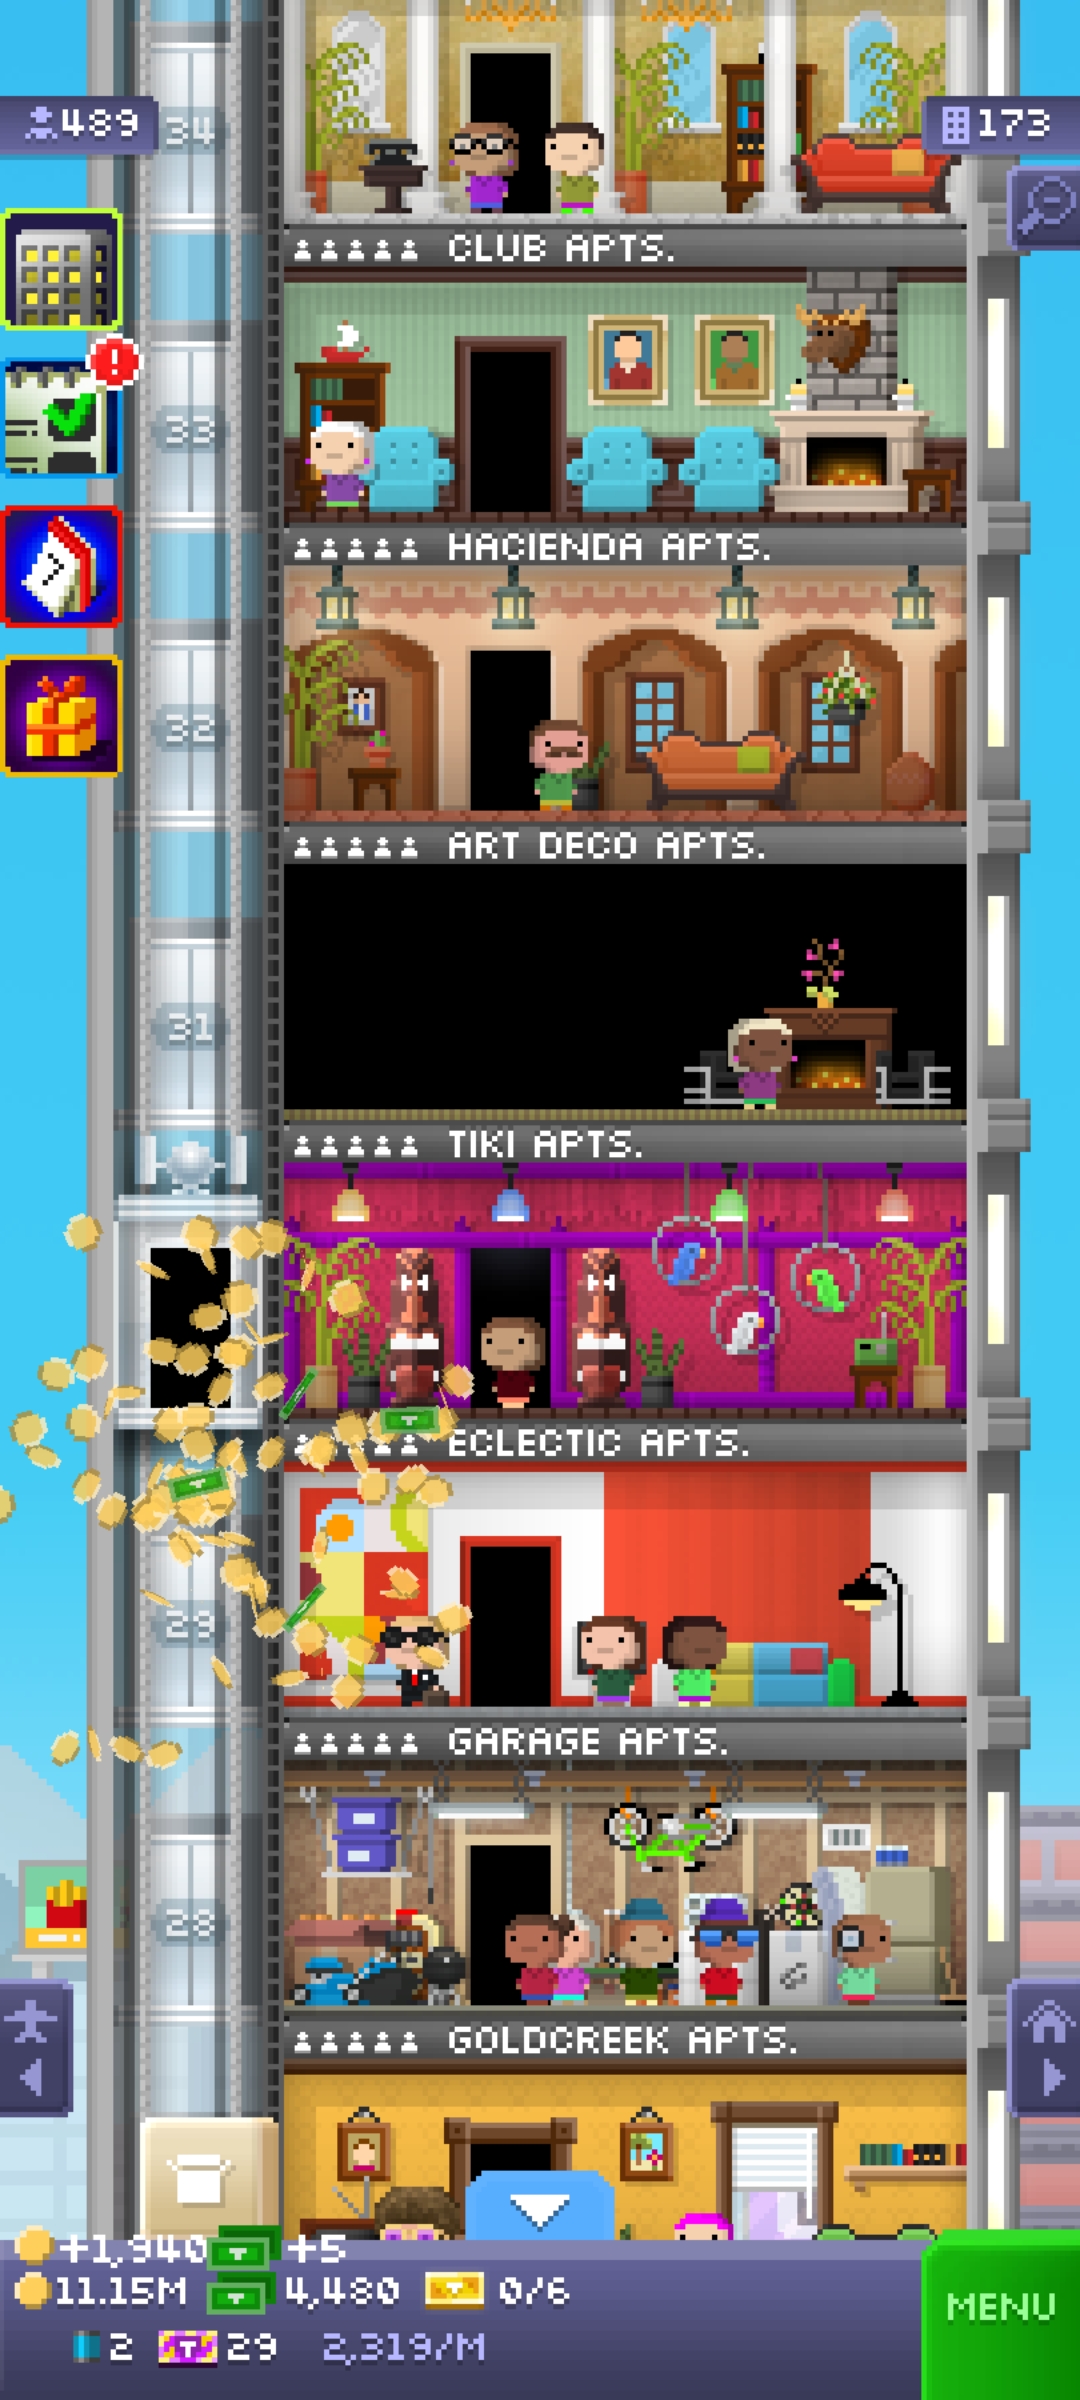 489
34
173
CLUB APTS.
33
HACIENDA APTS.
7
32
ART DECO APTS.
31
TIKI APTS.
ECLECTIC APTS.
29
GARAGE APTS.
28
GOLDCREEK APTS.
+1,940 +5
11.15M 4,480 0/6
2 29 2,319/M
MENU